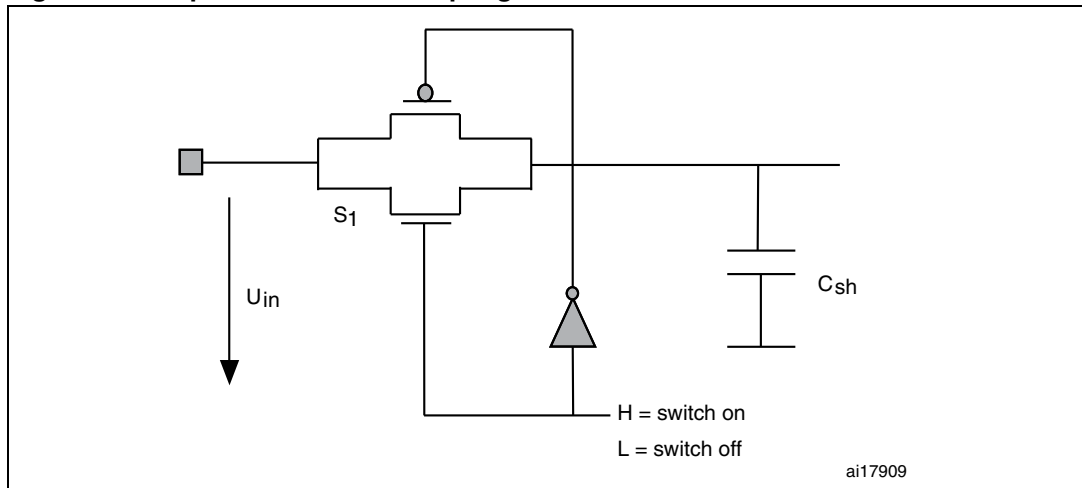 S1
Uin
Csh
H = switch on
L = switch off
ai17909